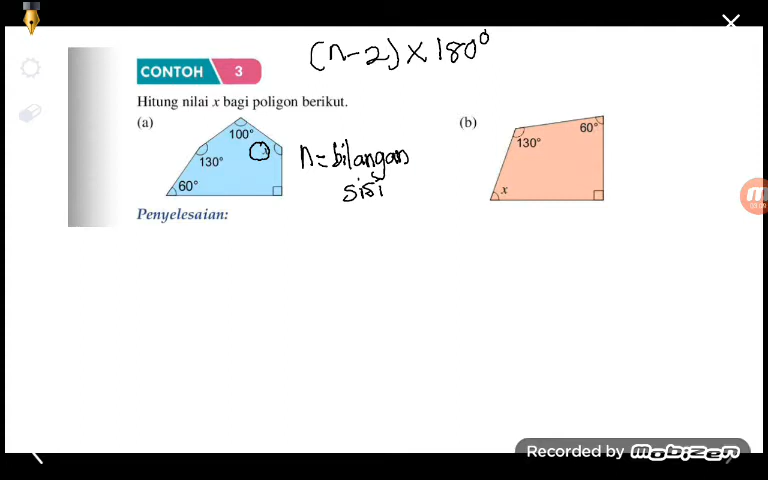 (n-2) × 180°
CONTOH 3
Hitung nilai x bagi poligon berikut.
(a)
100°
x
130°
60°
n = bilangan
sisi
(b)
60°
130°
x
Penyelesaian:
Recorded by MOBIZEN